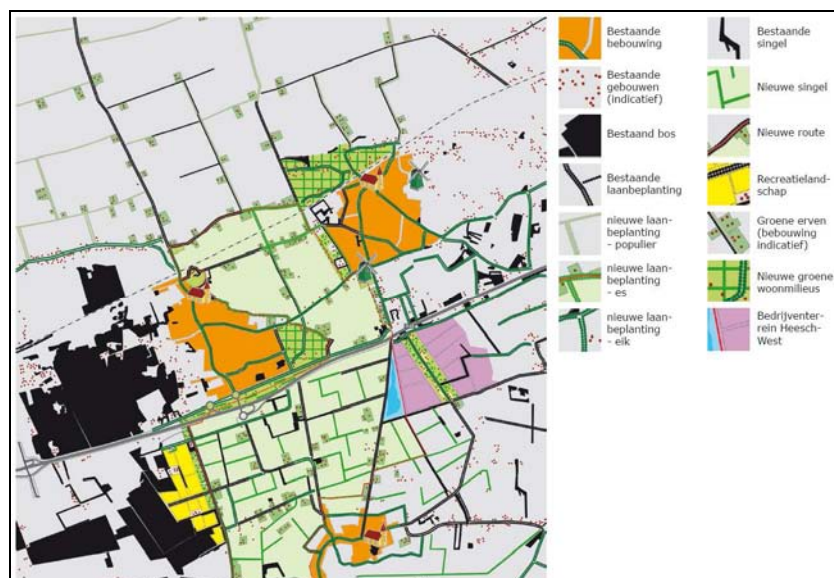 Bestaande
bebouwing
Bestaande
gebouwen
(indicatief)
Bestaand bos
Bestaande
laanbeplanting
nieuwe laan-
beplanting
- populier
nieuwe laan-
beplanting
- es
nieuwe laan-
beplanting
- eik
Bestaande
singel
Nieuwe singel
Nieuwe route
Recreatieland-
schap
Groene erven
(bebouwing
indicatief)
Nieuwe groene
woonmilieus
Bedrijventer-
rein Heesch-
West